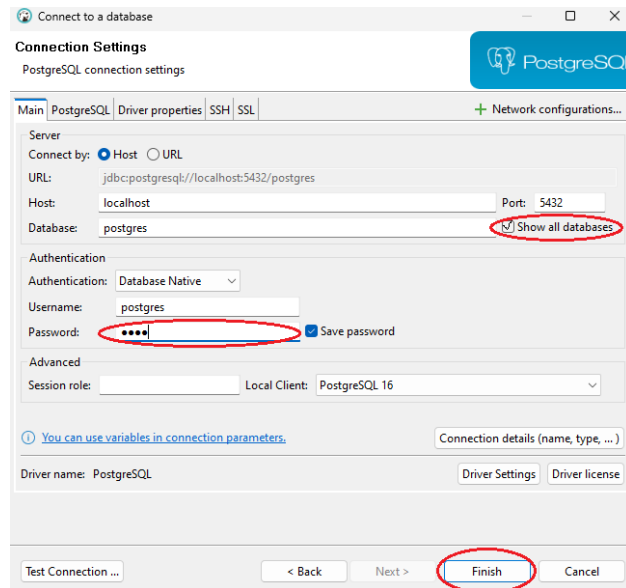 Connect to a database
Connection Settings
PostgreSQL connection settings
PostgreSQ
Main PostgreSQL Driver properties SSH SSL
Network configurations...
Server
Connect by: Host URL
URL: jdbc:postgresql://localhost:5432/postgres
Host: localhost Port: 5432
Database: postgres Show all databases
Authentication
Authentication: Database Native
Username: postgres
Password: ●●●● Save password
Advanced
Session role: Local Client: PostgreSQL 16
You can use variables in connection parameters.
Connection details (name, type, ... )
Driver name: PostgreSQL Driver Settings Driver license
Test Connection ... < Back Next > Finish Cancel